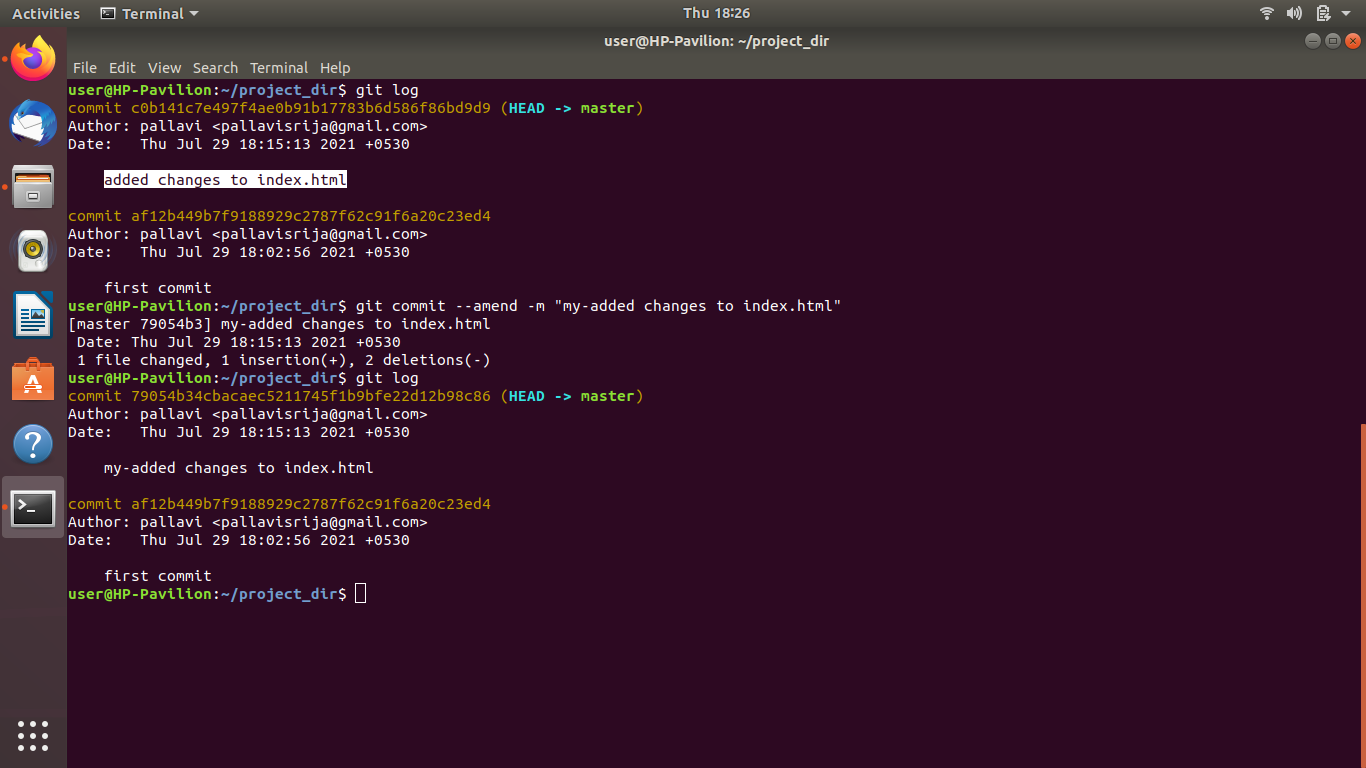 Activities Terminal Thu 18:26
user@HP-Pavilion: ~/project_dir
File Edit View Search Terminal Help
user@HP-Pavilion:~/project_dir$ git log
commit c0b141c7e497f4ae0b91b17783b6d586f86bd9d9 (HEAD -> master)
Author: pallavi <pallavisrija@gmail.com>
Date:   Thu Jul 29 18:15:13 2021 +0530
    added changes to index.html
commit af12b449b7f9188929c2787f62c91f6a20c23ed4
Author: pallavi <pallavisrija@gmail.com>
Date:   Thu Jul 29 18:02:56 2021 +0530
    first commit
user@HP-Pavilion:~/project_dir$ git commit --amend -m "my-added changes to index.html"
[master 79054b3] my-added changes to index.html
 Date: Thu Jul 29 18:15:13 2021 +0530
 1 file changed, 1 insertion(+), 2 deletions(-)
user@HP-Pavilion:~/project_dir$ git log
commit 79054b34cbacaec5211745f1b9bfe22d12b98c86 (HEAD -> master)
Author: pallavi <pallavisrija@gmail.com>
Date:   Thu Jul 29 18:15:13 2021 +0530
    my-added changes to index.html
commit af12b449b7f9188929c2787f62c91f6a20c23ed4
Author: pallavi <pallavisrija@gmail.com>
Date:   Thu Jul 29 18:02:56 2021 +0530
    first commit
user@HP-Pavilion:~/project_dir$